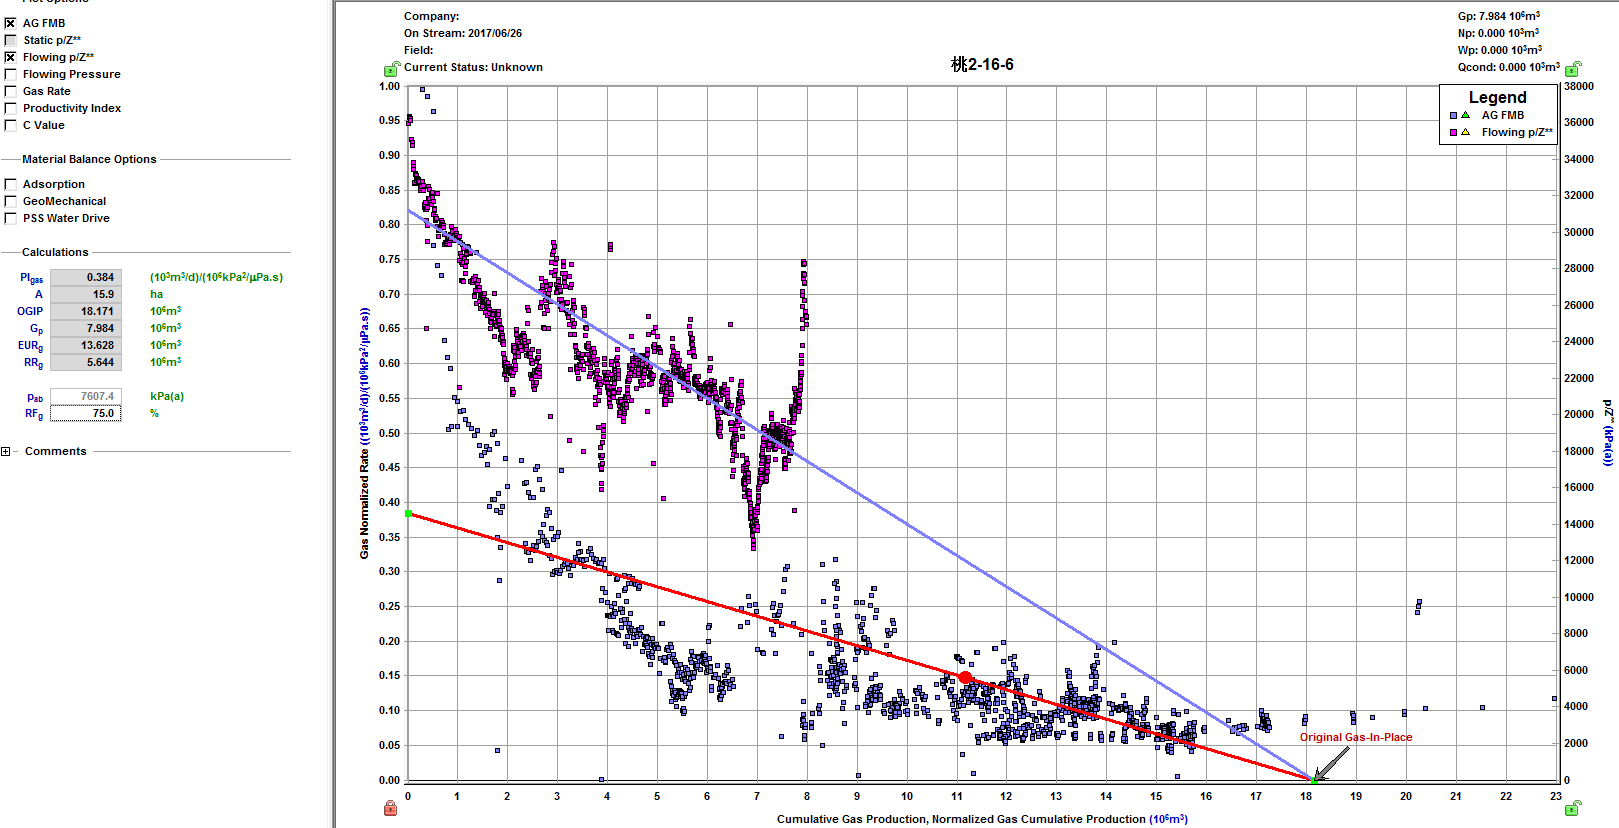 Plot Options
AG FMB
Static p/Z**
Flowing p/Z**
Flowing Pressure
Gas Rate
Productivity Index
C Value
Material Balance Options
Adsorption
GeoMechanical
PSS Water Drive
Calculations
PIgas 0.384 (10³m³/d)/(10⁶kPa²/µPa.s)
A 15.9 ha
OGIP 18.171 10⁶m³
Gp 7.984 10⁶m³
EURg 13.628 10⁶m³
RRg 5.644 10⁶m³
pab 7607.4 kPa(a)
RFg 75.0 %
Comments
Company:
On Stream: 2017/06/26
Field:
Current Status: Unknown
桃2-16-6
Gp: 7.984 10⁶m³
Np: 0.000 10³m³
Wp: 0.000 10³m³
Qcond: 0.000 10³m³
Legend
AG FMB
Flowing p/Z**
Gas Normalized Rate ((10³m³/d)/(10⁶kPa²/µPa.s))
1.00
0.95
0.90
0.85
0.80
0.75
0.70
0.65
0.60
0.55
0.50
0.45
0.40
0.35
0.30
0.25
0.20
0.15
0.10
0.05
0.00
38000
36000
34000
32000
30000
28000
26000
24000
22000
20000
18000
16000
14000
12000
10000
8000
6000
4000
2000
0
p/Z** (kPa(a))
Original Gas-In-Place
0 1 2 3 4 5 6 7 8 9 10 11 12 13 14 15 16 17 18 19 20 21 22 23
Cumulative Gas Production, Normalized Gas Cumulative Production (10⁶m³)